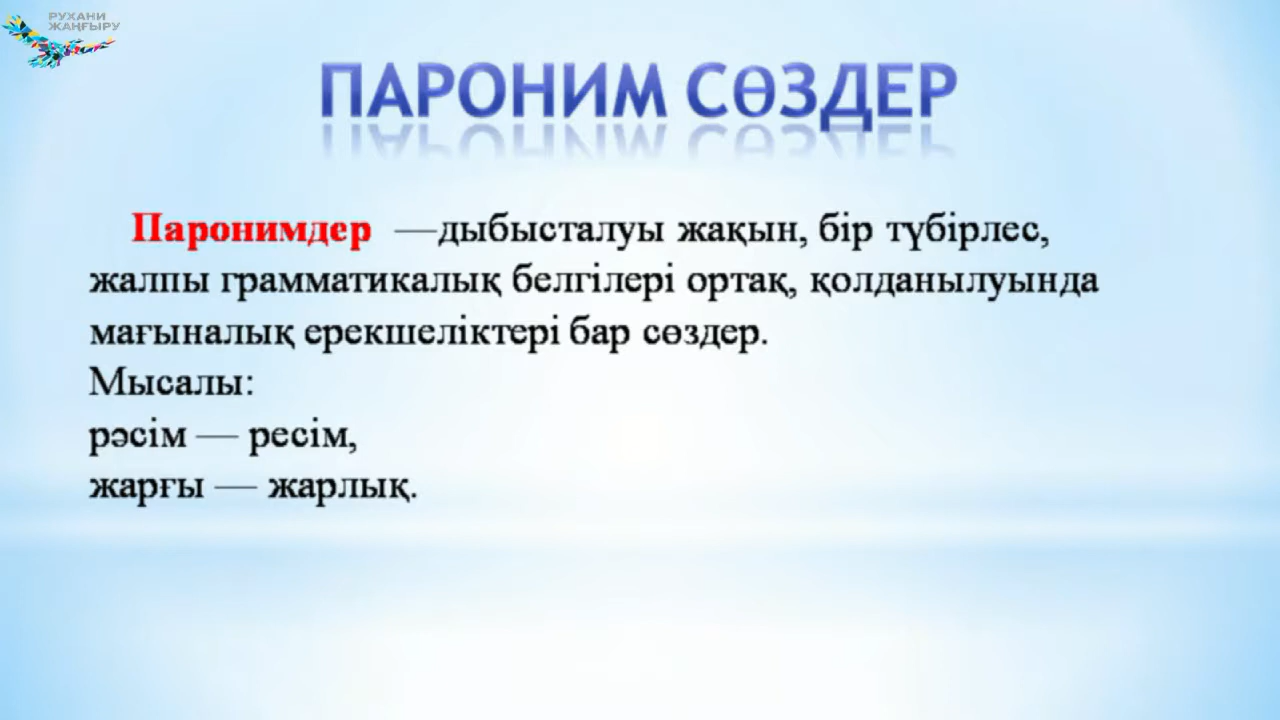 РУХАНИ
ЖАҢҒЫРУ
ПАРОНИМ СӨЗДЕР
Паронимдер —дыбысталуы жақын, бір түбірлес,
жалпы грамматикалық белгілері ортақ, қолданылуында
мағыналық ерекшеліктері бар сөздер.
Мысалы:
рәсім — ресім,
жарғы — жарлық.